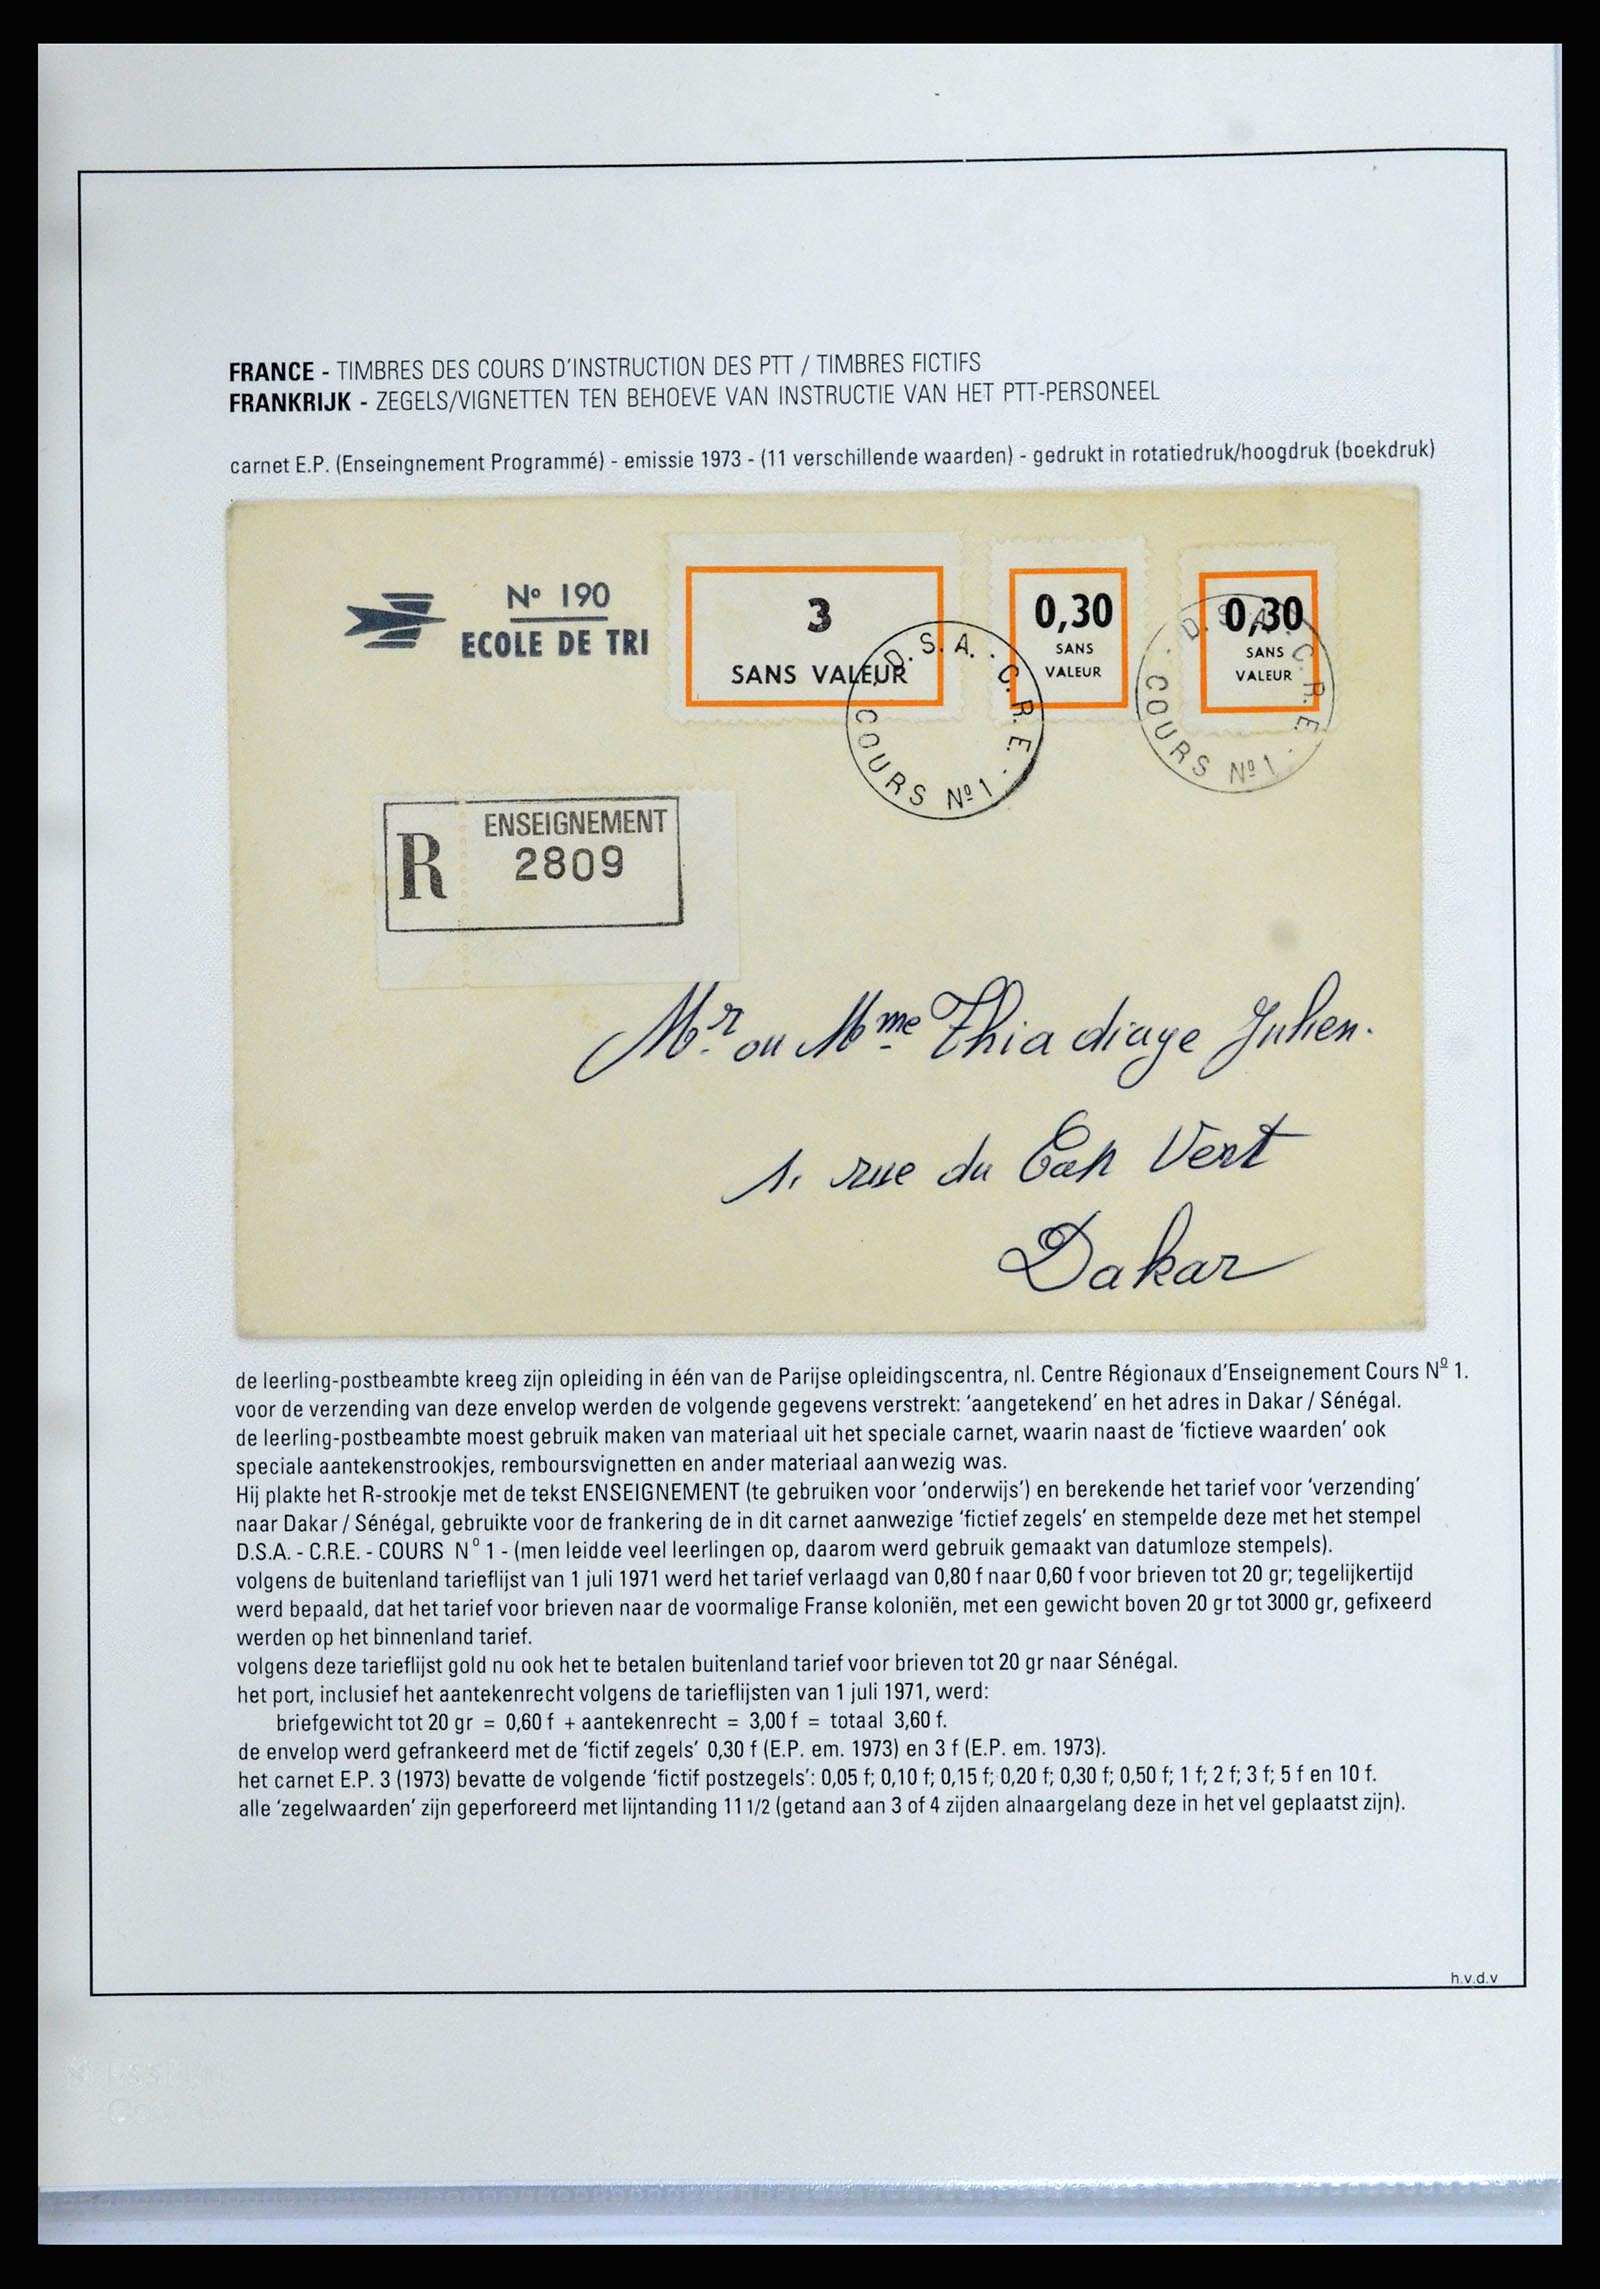 FRANCE - TIMBRES DES COURS D'INSTRUCTION DES PTT / TIMBRES FICTIFS
FRANKRIJK - ZEGELS/VIGNETTEN TEN BEHOEVE VAN INSTRUCTIE VAN HET PTT-PERSONEEL
carnet E.P. (Enseingnement Programmé) - emissie 1973 - (11 verschillende waarden) - gedrukt in rotatiedruk/hoogdruk (boekdruk)
Nº 190
ECOLE DE TRI
3
SANS VALEUR
0,30
SANS
VALEUR
0,30
SANS
VALEUR
D.S.A. · C.R.E. · COURS Nº1
D.S.A. · C.R.E. · COURS Nº1
R
ENSEIGNEMENT
2809
Mr. ou Mme Thiadiaye Julien.
1. rue du Cap Vert
Dakar
de leerling-postbeambte kreeg zijn opleiding in één van de Parijse opleidingscentra, nl. Centre Régionaux d'Enseignement Cours Nº 1.
voor de verzending van deze envelop werden de volgende gegevens verstrekt: 'aangetekend' en het adres in Dakar / Sénégal.
de leerling-postbeambte moest gebruik maken van materiaal uit het speciale carnet, waarin naast de 'fictieve waarden' ook
speciale aantekenstrookjes, remboursvignetten en ander materiaal aanwezig was.
Hij plakte het R-strookje met de tekst ENSEIGNEMENT (te gebruiken voor 'onderwijs') en berekende het tarief voor 'verzending'
naar Dakar / Sénégal, gebruikte voor de frankering de in dit carnet aanwezige 'fictief zegels' en stempelde deze met het stempel
D.S.A. - C.R.E. - COURS N° 1 - (men leidde veel leerlingen op, daarom werd gebruik gemaakt van datumloze stempels).
volgens de buitenland tarieflijst van 1 juli 1971 werd het tarief verlaagd van 0,80 f naar 0,60 f voor brieven tot 20 gr; tegelijkertijd
werd bepaald, dat het tarief voor brieven naar de voormalige Franse koloniën, met een gewicht boven 20 gr tot 3000 gr, gefixeerd
werden op het binnenland tarief.
volgens deze tarieflijst gold nu ook het te betalen buitenland tarief voor brieven tot 20 gr naar Sénégal.
het port, inclusief het aantekenrecht volgens de tarieflijsten van 1 juli 1971, werd:
briefgewicht tot 20 gr = 0,60 f + aantekenrecht = 3,00 f = totaal 3,60 f.
de envelop werd gefrankeerd met de 'fictif zegels' 0,30 f (E.P. em. 1973) en 3 f (E.P. em. 1973).
het carnet E.P. 3 (1973) bevatte de volgende 'fictif postzegels': 0,05 f; 0,10 f; 0,15 f; 0,20 f; 0,30 f; 0,50 f; 1 f; 2 f; 3 f; 5 f en 10 f.
alle 'zegelwaarden' zijn geperforeerd met lijntanding 11 1/2 (getand aan 3 of 4 zijden alnaargelang deze in het vel geplaatst zijn).
h.v.d.v